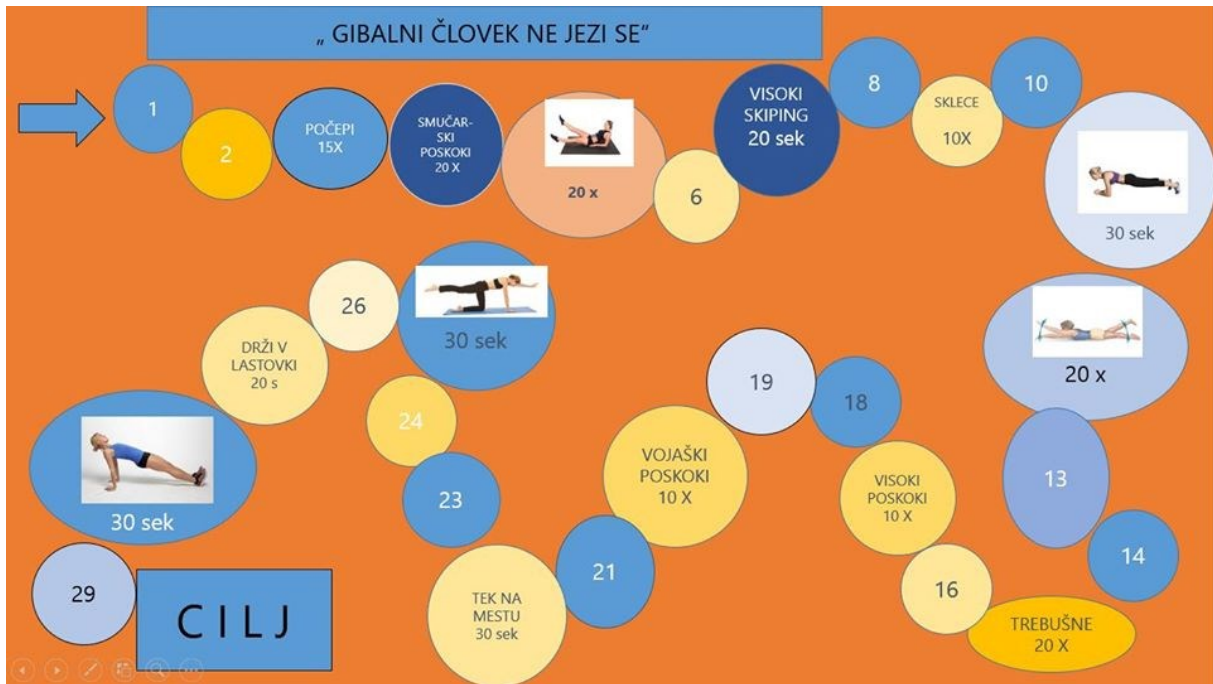 „ GIBALNI ČLOVEK NE JEZI SE“
1
2
POČEPI
15X
SMUČAR-
SKI
POSKOKI
20 X
20 x
6
VISOKI
SKIPING
20 sek
8
SKLECE
10X
10
30 sek
20 x
13
14
TREBUŠNE
20 X
16
VISOKI
POSKOKI
10 X
18
19
VOJAŠKI
POSKOKI
10 X
21
TEK NA
MESTU
30 sek
23
24
30 sek
26
DRŽI V
LASTOVKI
20 s
30 sek
29
CILJ